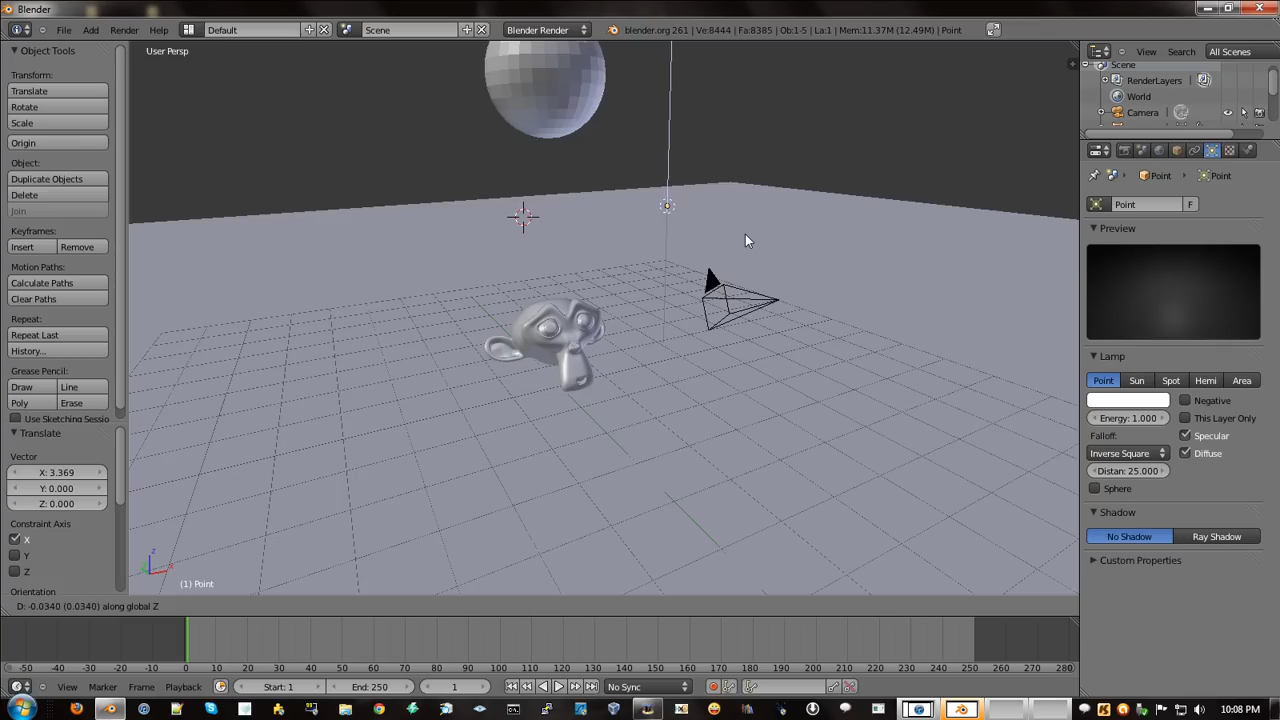 Blender
File Add Render Help Default Scene Blender Render blender.org 261 | Ve:8444 | Fa:8385 | Ob:1-5 | La:1 | Mem:11.37M (12.49M) | Point
Object Tools
Transform:
Translate
Rotate
Scale
Origin
Object:
Duplicate Objects
Delete
Join
Keyframes:
Insert Remove
Motion Paths:
Calculate Paths
Clear Paths
Repeat:
Repeat Last
History...
Grease Pencil:
Draw Line
Poly Erase
Use Sketching Sessio
Translate
Vector
X: 3.369
Y: 0.000
Z: 0.000
Constraint Axis
X
Y
Z
Orientation
User Persp
(1) Point
D: -0.0340 (0.0340) along global Z
View Search All Scenes
Scene
RenderLayers
World
Camera
Point Point
Point F
Preview
Lamp
Point Sun Spot Hemi Area
Negative
Energy: 1.000 This Layer Only
Falloff: Specular
Inverse Square Diffuse
Distan: 25.000
Sphere
Shadow
No Shadow Ray Shadow
Custom Properties
-50 -40 -30 -20 -10 0 10 20 30 40 50 60 70 80 90 100 110 120 130 140 150 160 170 180 190 200 210 220 230 240 250 260 270 280
View Marker Frame Playback Start: 1 End: 250 1 No Sync
10:08 PM